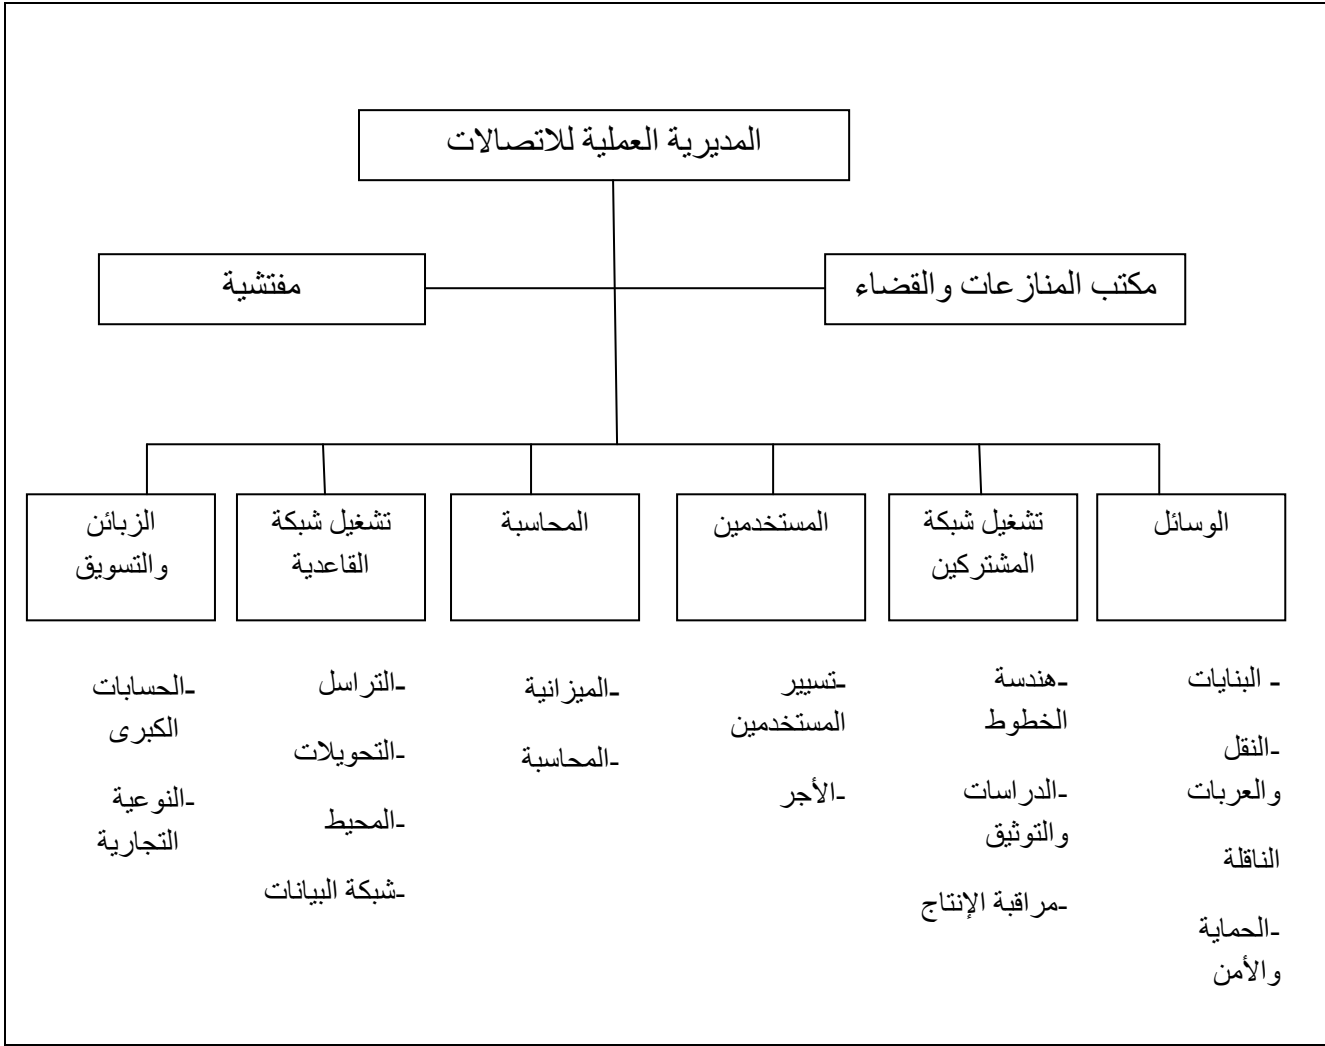 المديرية العملية للاتصالات
مكتب المنازعات والقضاء
مفتشية
الوسائل
تشغيل شبكة
المشتركين
المستخدمين
المحاسبة
تشغيل شبكة
القاعدية
الزبائن
والتسويق
- البنايات
-النقل
والعربات
الناقلة
-الحماية
والأمن
-هندسة
الخطوط
-الدراسات
والتوثيق
-مراقبة الإنتاج
-تسيير
المستخدمين
-الأجر
-الميزانية
-المحاسبة
-التراسل
-التحويلات
-المحيط
-شبكة البيانات
-الحسابات
الكبرى
-النوعية
التجارية